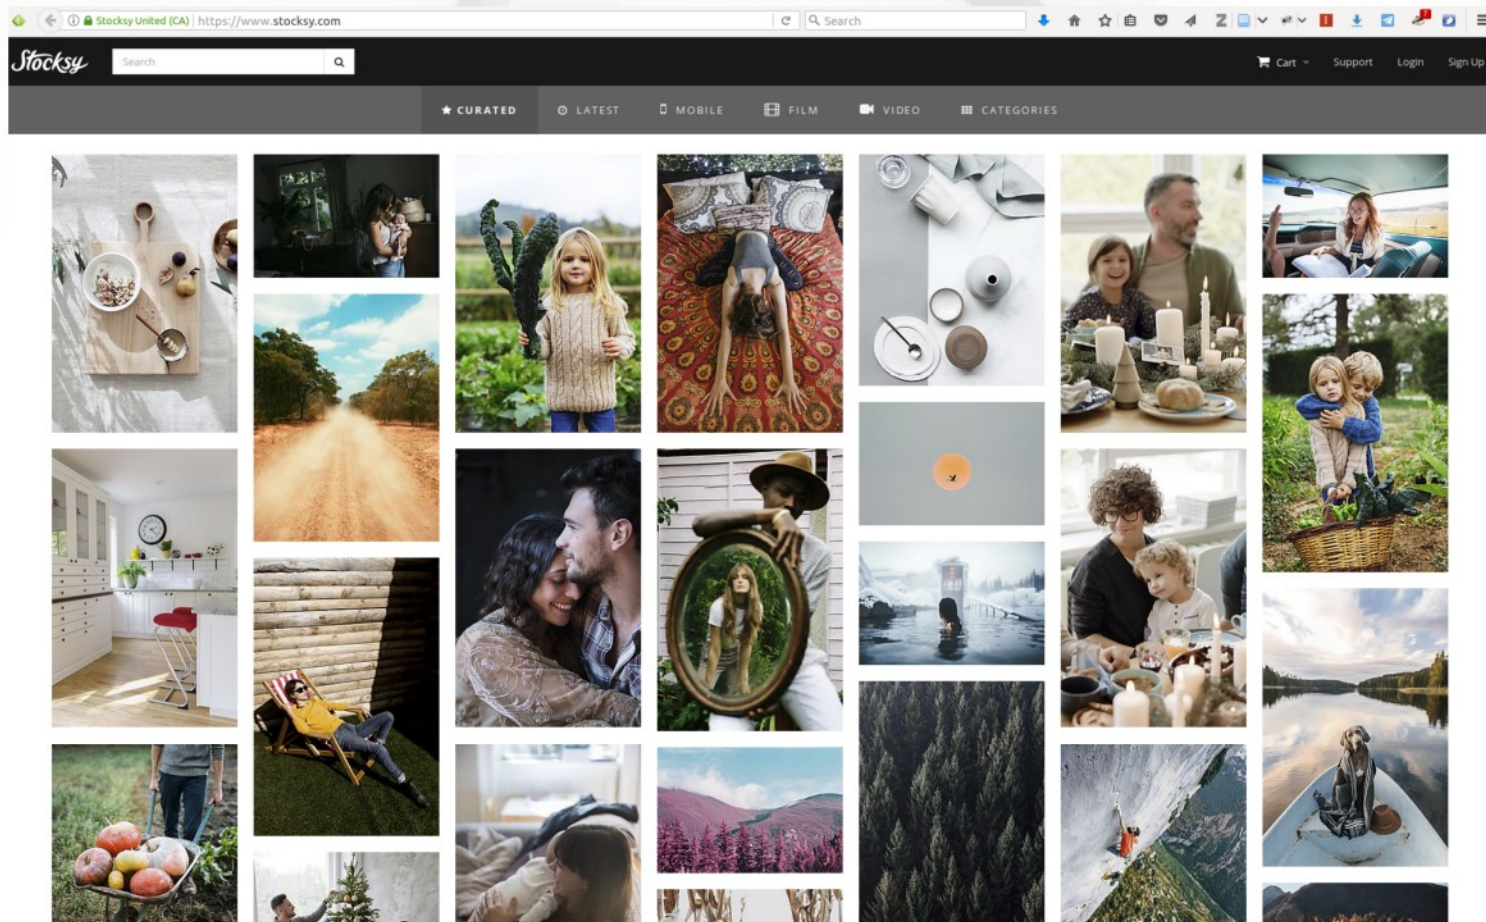 Stocksy United (CA) https://www.stocksy.com Search 7
Stocksy Search Cart Support Login Sign Up
CURATED LATEST MOBILE FILM VIDEO CATEGORIES